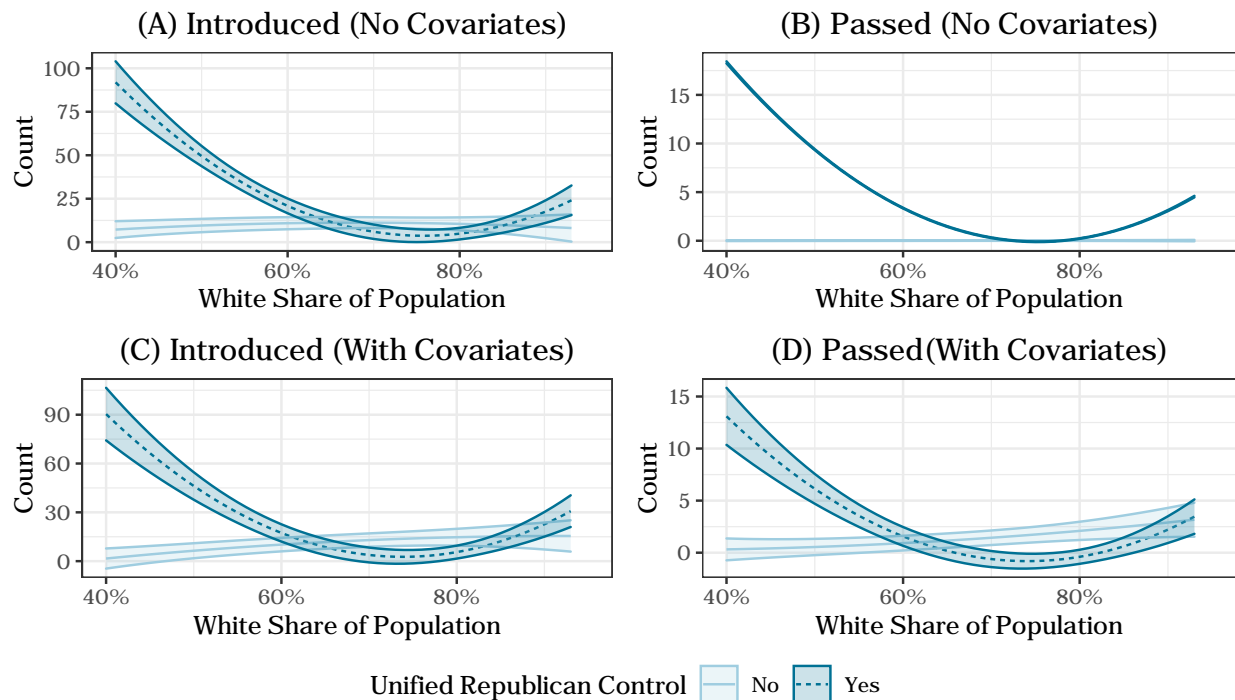 (A) Introduced (No Covariates)
100
75
50
25
0
Count
40%
60%
80%
White Share of Population
(B) Passed (No Covariates)
15
10
5
0
Count
40%
60%
80%
White Share of Population
(C) Introduced (With Covariates)
90
60
30
0
Count
40%
60%
80%
White Share of Population
(D) Passed(With Covariates)
15
10
5
0
Count
40%
60%
80%
White Share of Population
Unified Republican Control No Yes